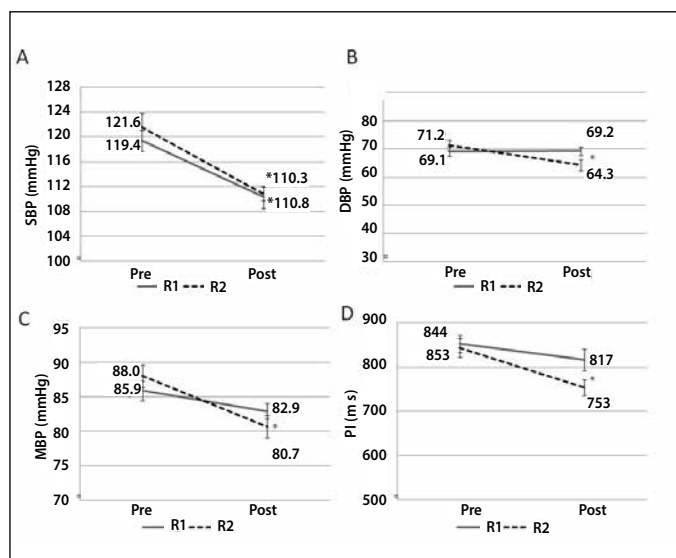 A
SBP (mmHg)
128
124
120
116
112
108
104
100
121.6
119.4
*110.3
*110.8
Pre Post
R1 R2
B
DBP (mmHg)
80
70
60
50
40
30
71.2
69.1
69.2
*
64.3
Pre Post
R1 R2
C
MBP (mmHg)
95
90
85
80
75
70
88.0
85.9
82.9
*
80.7
Pre Post
R1 R2
D
PI (m s)
900
800
700
600
500
844
853
817
*
753
Pre Post
R1 R2